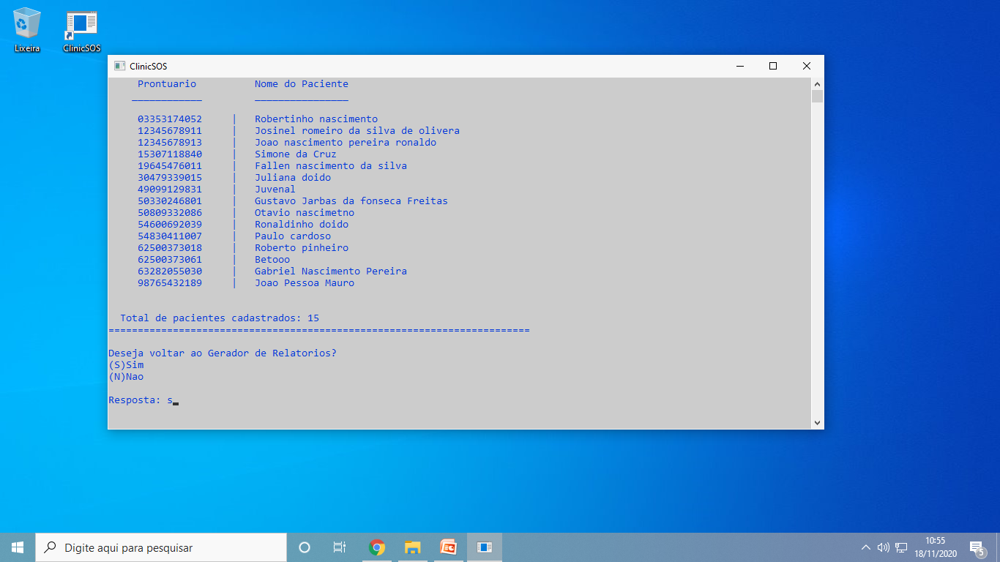 Lixeira
ClinicSOS
ClinicSOS
Prontuario Nome do Paciente
____________ ________________
03353174052 | Robertinho nascimento
12345678911 | Josinel romeiro da silva de olivera
12345678913 | Joao nascimento pereira ronaldo
15307118840 | Simone da Cruz
19645476011 | Fallen nascimento da silva
30479339015 | Juliana doido
49099129831 | Juvenal
50330246801 | Gustavo Jarbas da fonseca Freitas
50809332086 | Otavio nascimetno
54600692039 | Ronaldinho doido
54830411007 | Paulo cardoso
62500373018 | Roberto pinheiro
62500373061 | Betooo
63282055030 | Gabriel Nascimento Pereira
98765432189 | Joao Pessoa Mauro
Total de pacientes cadastrados: 15
========================================================================
Deseja voltar ao Gerador de Relatorios?
(S)Sim
(N)Nao
Resposta: s
Digite aqui para pesquisar
10:55
18/11/2020
5